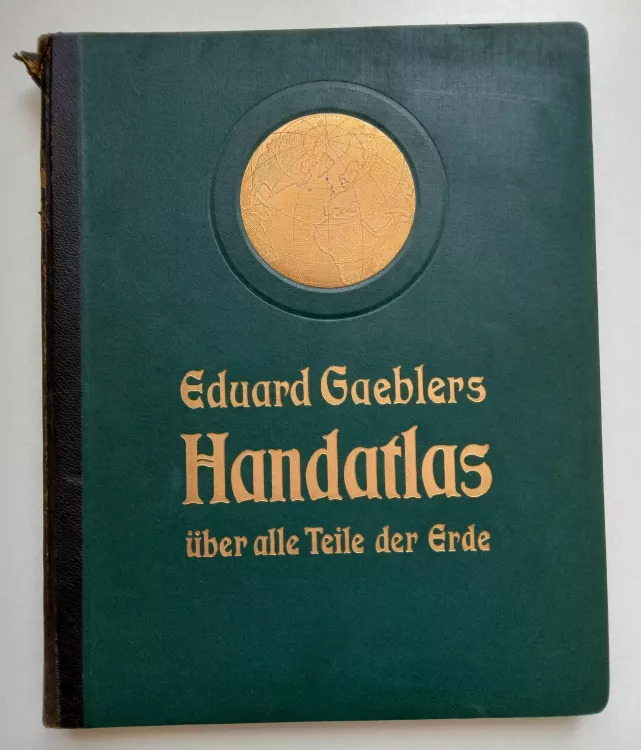 Eduard Gaeblers
Handatlas
über alle Teile der Erde